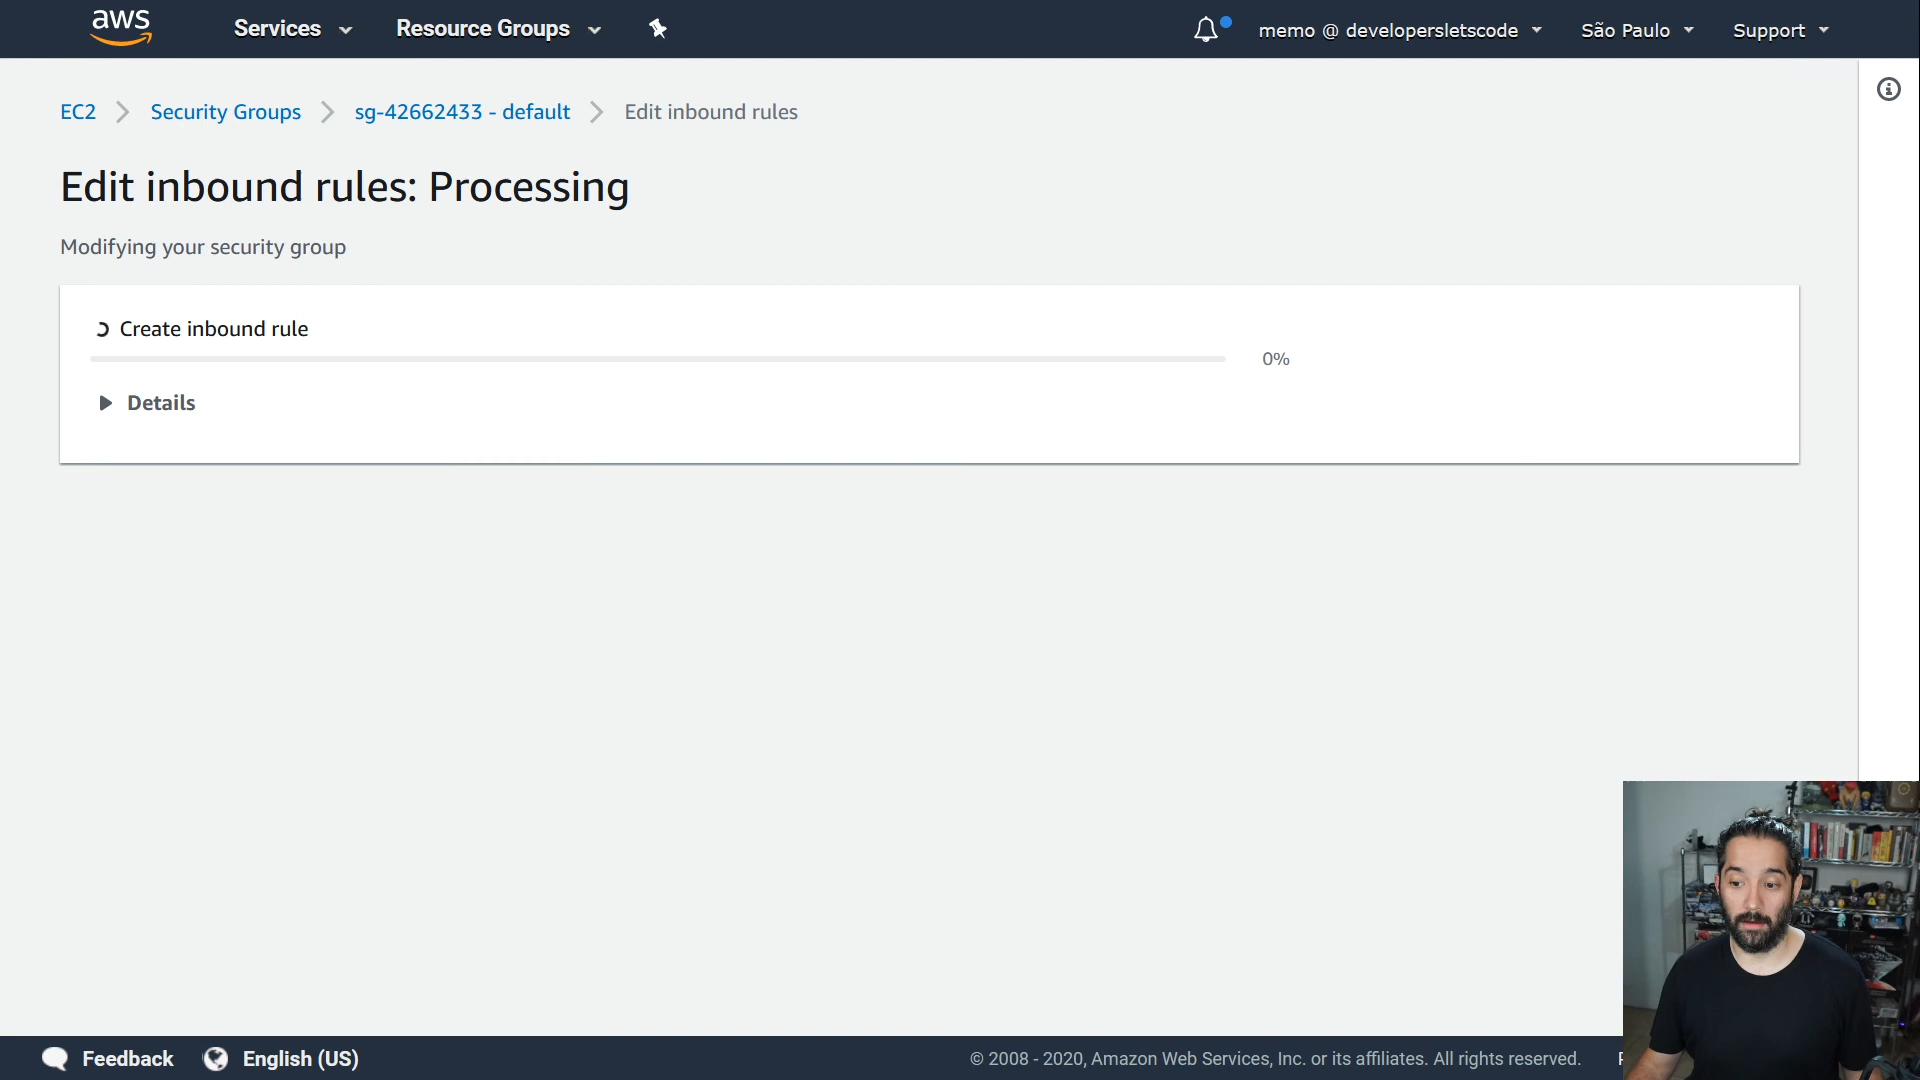 aws Services Resource Groups memo @ developersletscode São Paulo Support
EC2 Security Groups sg-42662433 - default Edit inbound rules
Edit inbound rules: Processing
Modifying your security group
Create inbound rule
0%
Details
Feedback English (US) © 2008 - 2020, Amazon Web Services, Inc. or its affiliates. All rights reserved.